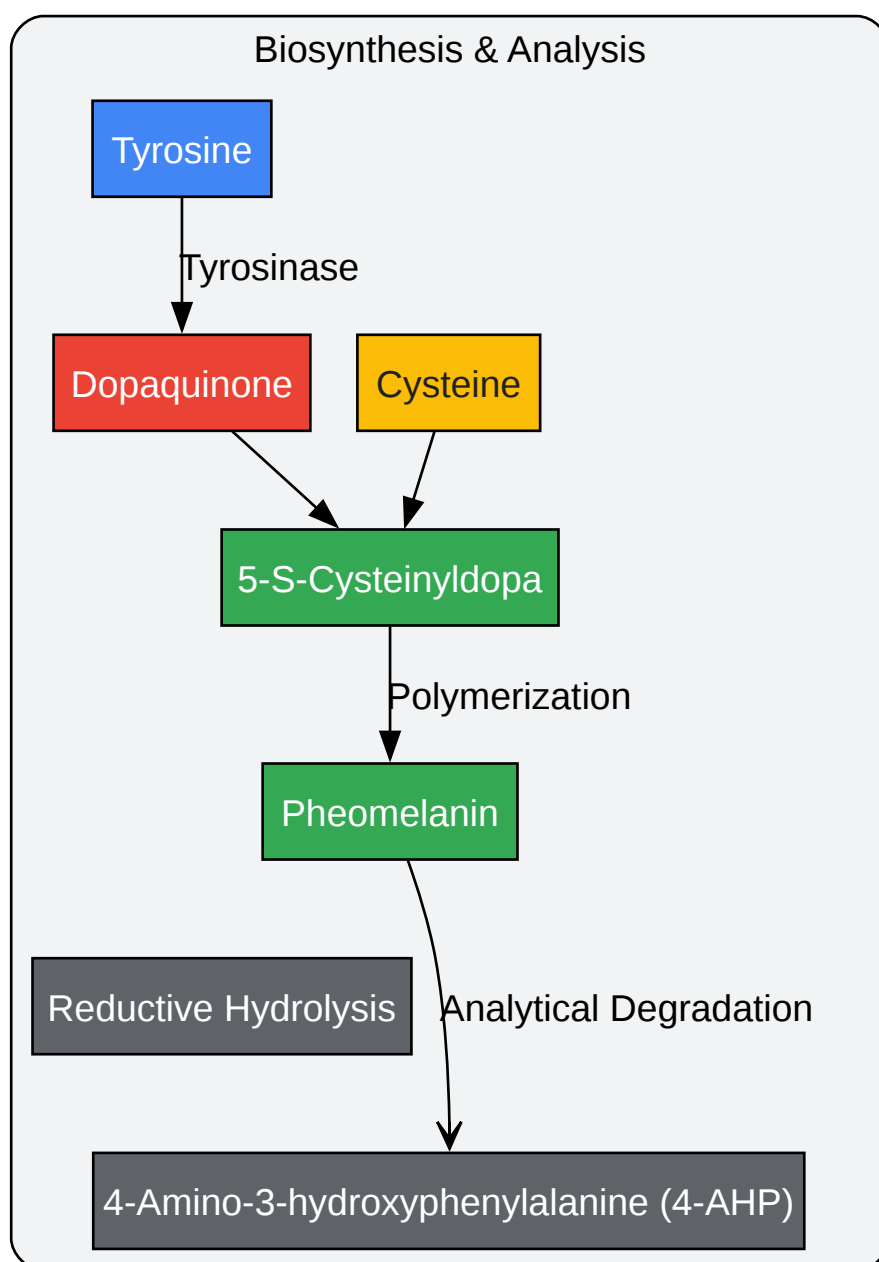 Biosynthesis & Analysis
Tyrosine
Tyrosinase
Dopaquinone
Cysteine
5-S-Cysteinyldopa
Polymerization
Pheomelanin
Reductive Hydrolysis
Analytical Degradation
4-Amino-3-hydroxyphenylalanine (4-AHP)